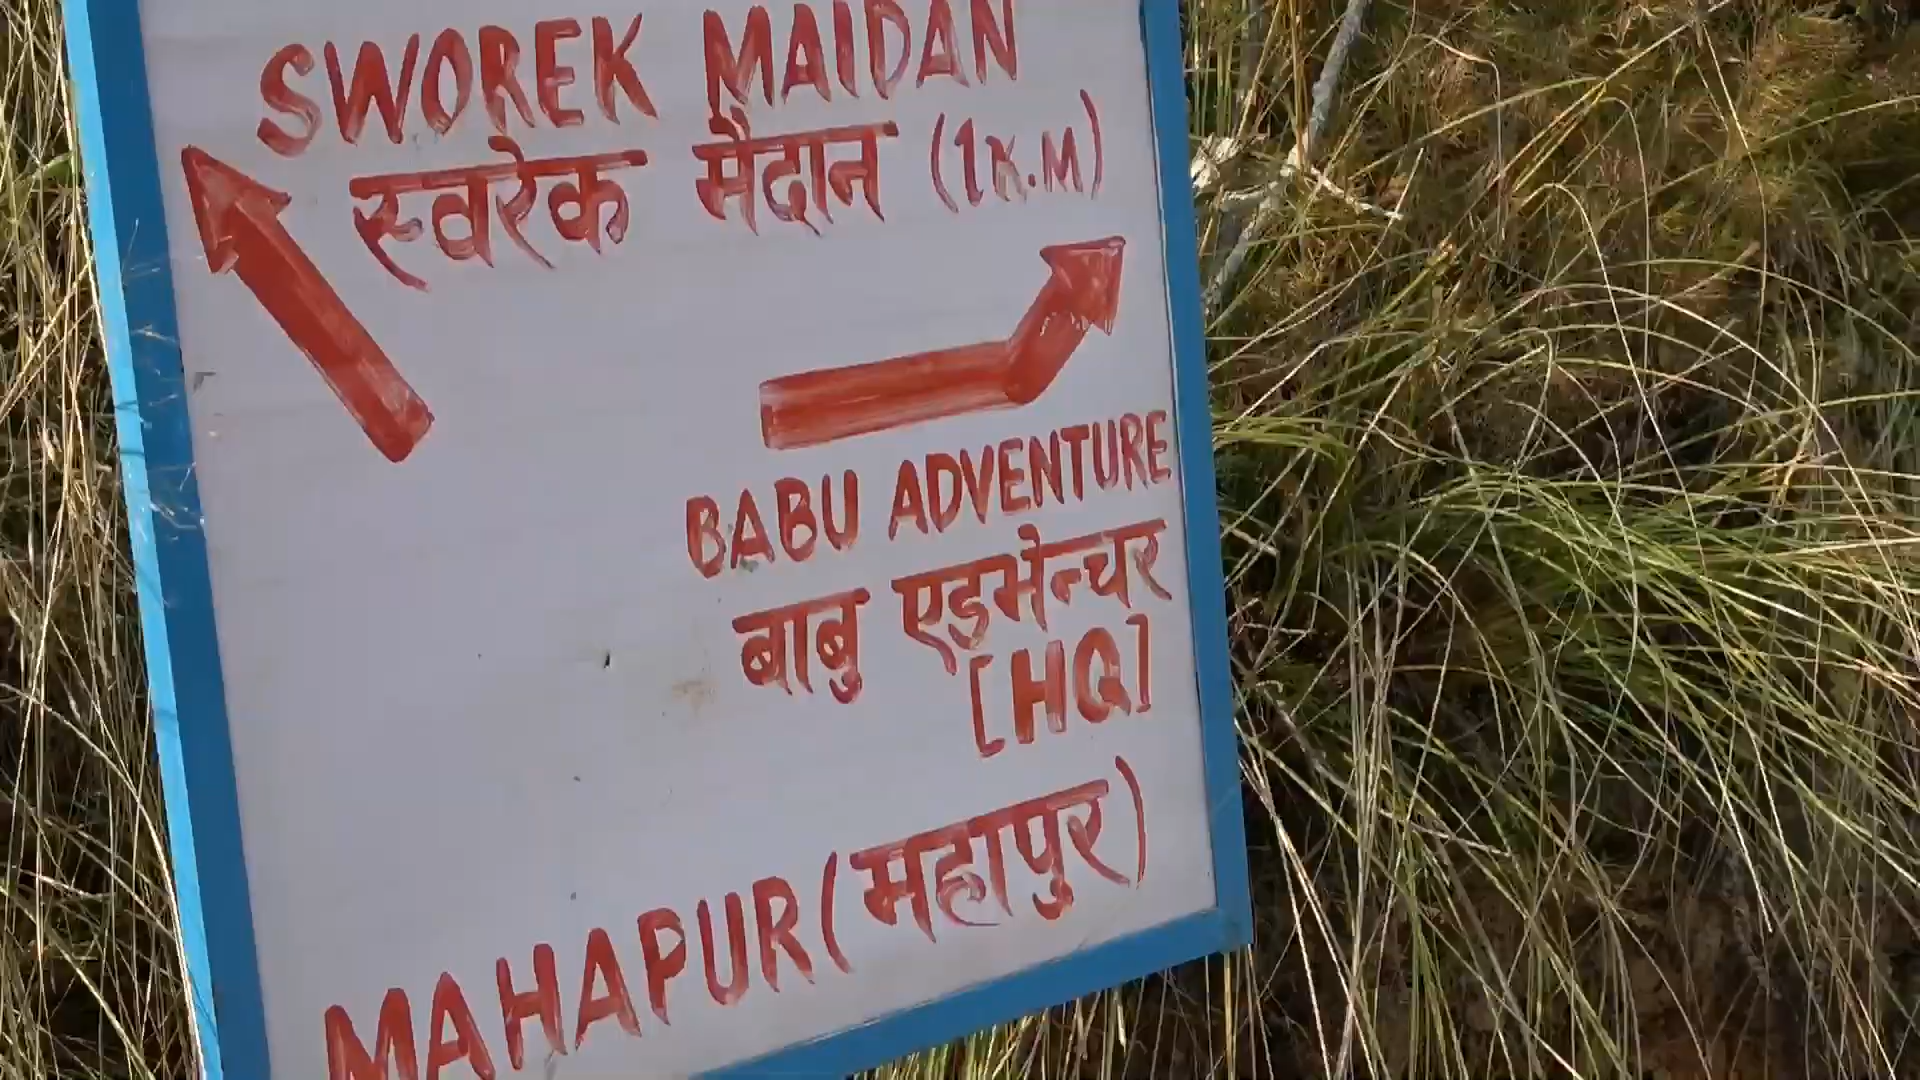 SWOREK MAIDAN
स्वरेक मैदान (1K.M)
BABU ADVENTURE
बाबु एडभेन्चर
[HQ]
MAHAPUR (महापुर)